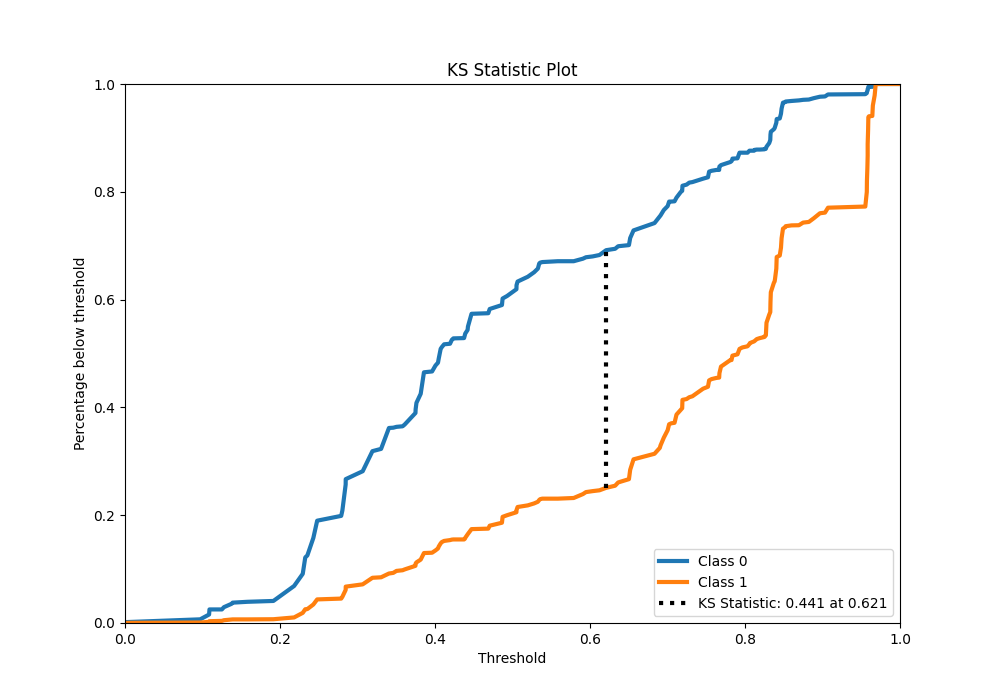 KS Statistic Plot
Percentage below threshold
1.0
0.8
0.6
0.4
0.2
0.0
0.0 0.2 0.4 0.6 0.8 1.0
Threshold
Class 0
Class 1
KS Statistic: 0.441 at 0.621